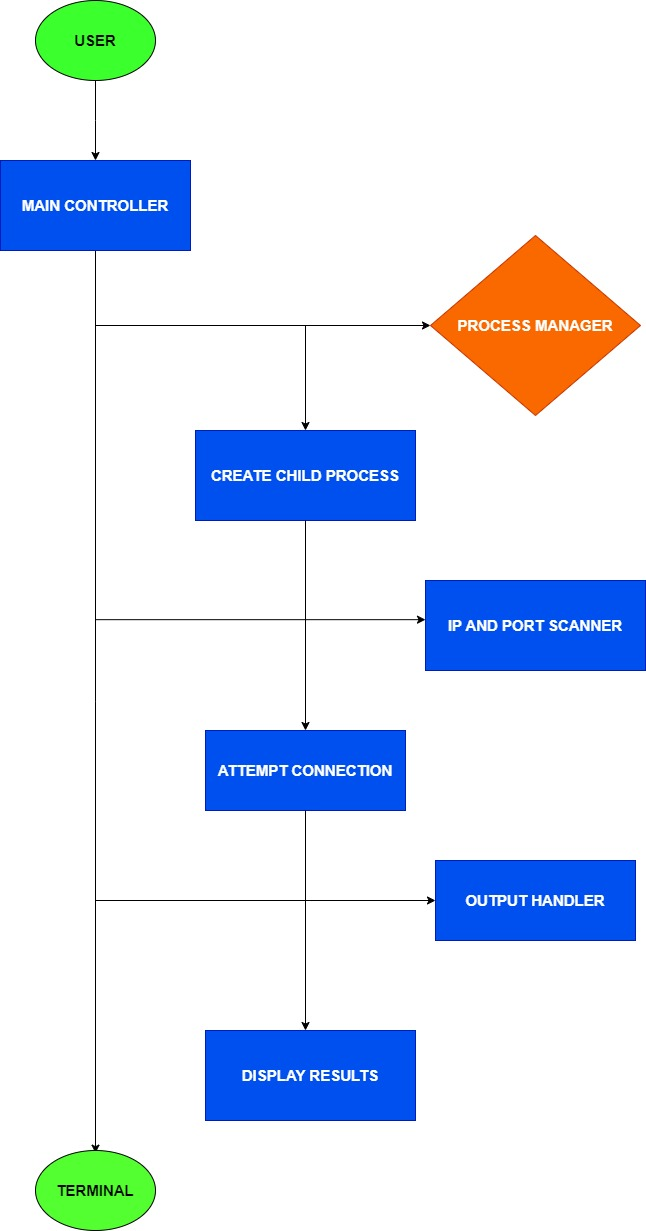 USER
MAIN CONTROLLER
PROCESS MANAGER
CREATE CHILD PROCESS
IP AND PORT SCANNER
ATTEMPT CONNECTION
OUTPUT HANDLER
DISPLAY RESULTS
TERMINAL